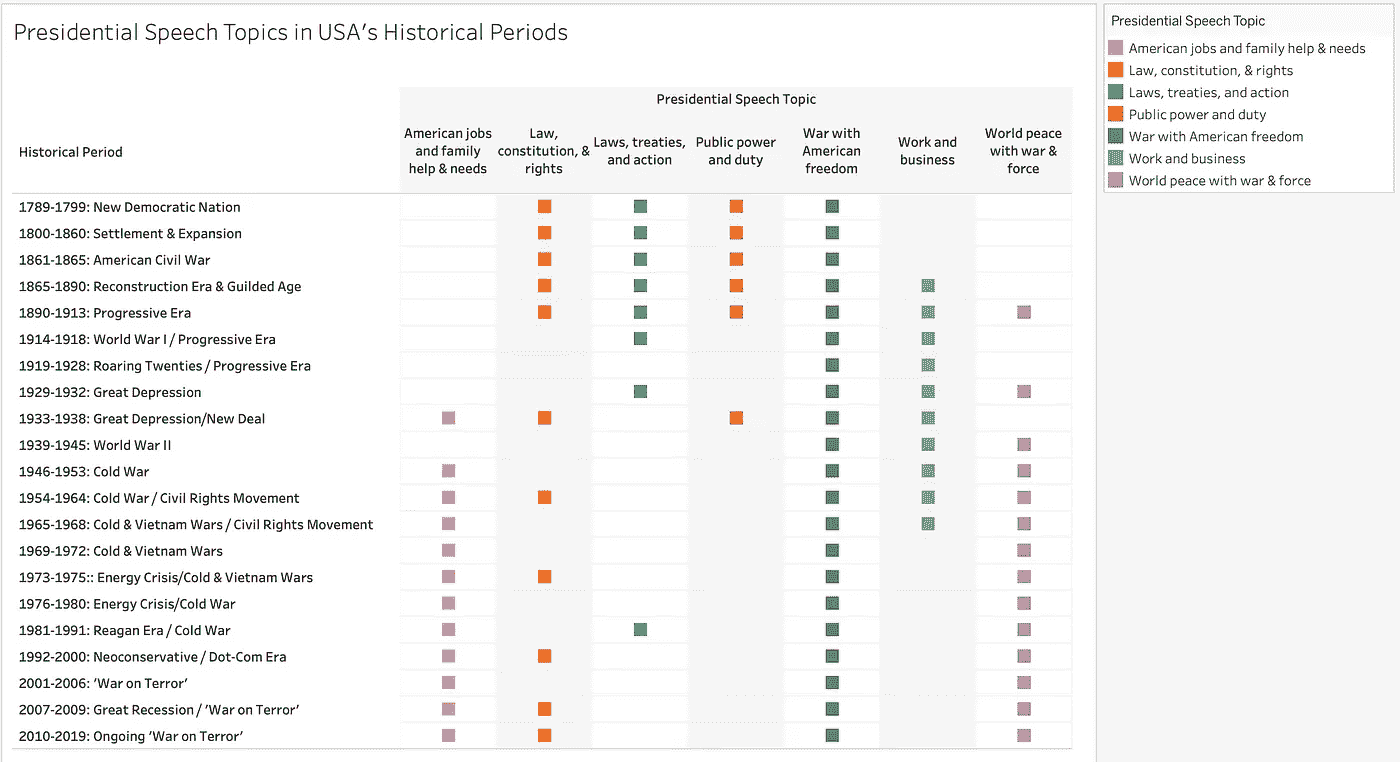 Presidential Speech Topics in USA's Historical Periods
Presidential Speech Topic
Historical Period
American jobs
and family
help & needs
Law,
constitution, &
rights
Laws, treaties,
and action
Public power
and duty
War with
American
freedom
Work and
business
World peace
with war &
force
1789-1799: New Democratic Nation
1800-1860: Settlement & Expansion
1861-1865: American Civil War
1865-1890: Reconstruction Era & Guilded Age
1890-1913: Progressive Era
1914-1918: World War I / Progressive Era
1919-1928: Roaring Twenties / Progressive Era
1929-1932: Great Depression
1933-1938: Great Depression/New Deal
1939-1945: World War II
1946-1953: Cold War
1954-1964: Cold War / Civil Rights Movement
1965-1968: Cold & Vietnam Wars / Civil Rights Movement
1969-1972: Cold & Vietnam Wars
1973-1975:: Energy Crisis/Cold & Vietnam Wars
1976-1980: Energy Crisis/Cold War
1981-1991: Reagan Era / Cold War
1992-2000: Neoconservative / Dot-Com Era
2001-2006: 'War on Terror'
2007-2009: Great Recession / 'War on Terror'
2010-2019: Ongoing 'War on Terror'
Presidential Speech Topic
American jobs and family help & needs
Law, constitution, & rights
Laws, treaties, and action
Public power and duty
War with American freedom
Work and business
World peace with war & force